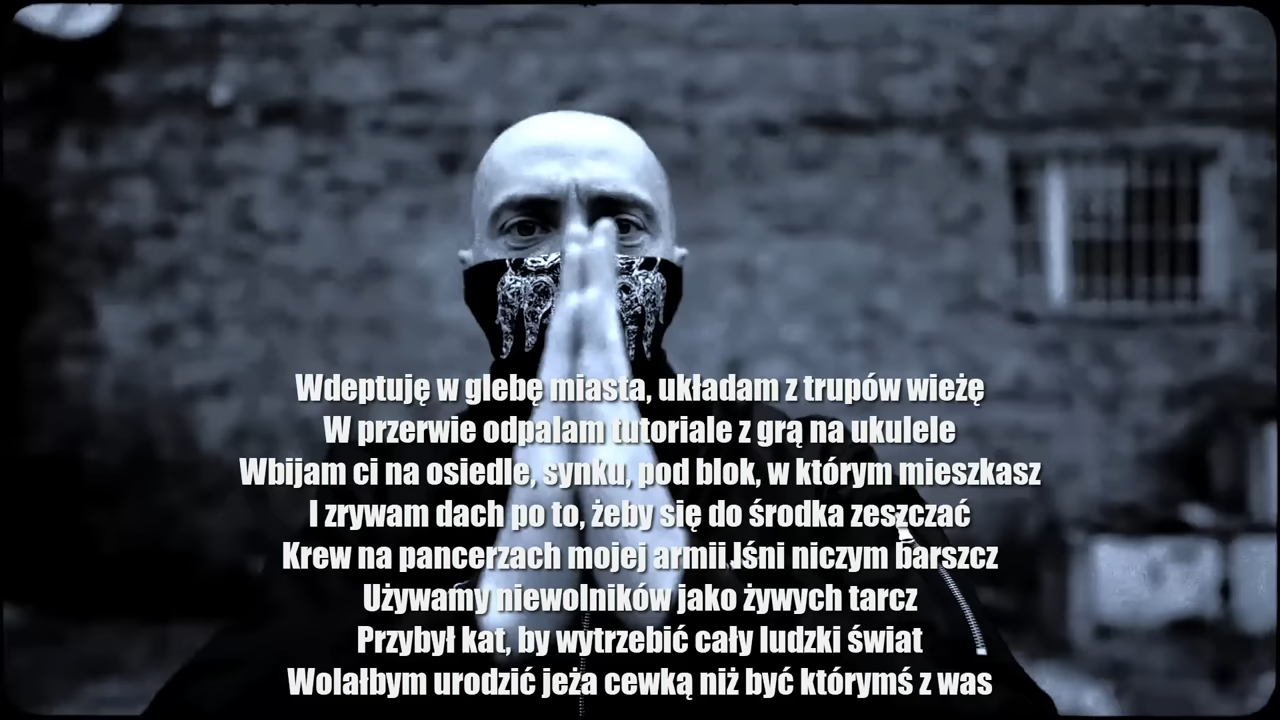 Wdeptuję w glebę miasta, układam z trupów wieżę
W przerwie odpalam tutoriale z grą na ukulele
Wbijam ci na osiedle, synku, pod blok, w którym mieszkasz
I zrywam dach po to, żeby się do środka zeszczać
Krew na pancerzach mojej armii lśni niczym barszcz
Używamy niewolników jako żywych tarcz
Przybył kat, by wytrzebić cały ludzki świat
Wolałbym urodzić jeża cewką niż być którymś z was